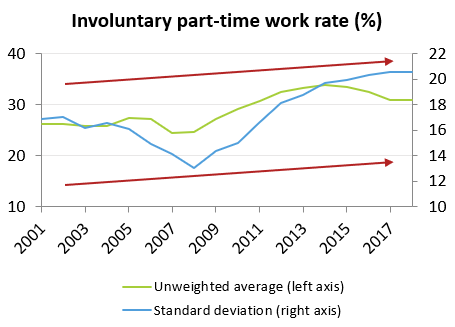 Involuntary part-time work rate (%)
40 22
20
30 18
16
20 14
12
10 10
2001 2003 2005 2007 2009 2011 2013 2015 2017
Unweighted average (left axis)
Standard deviation (right axis)